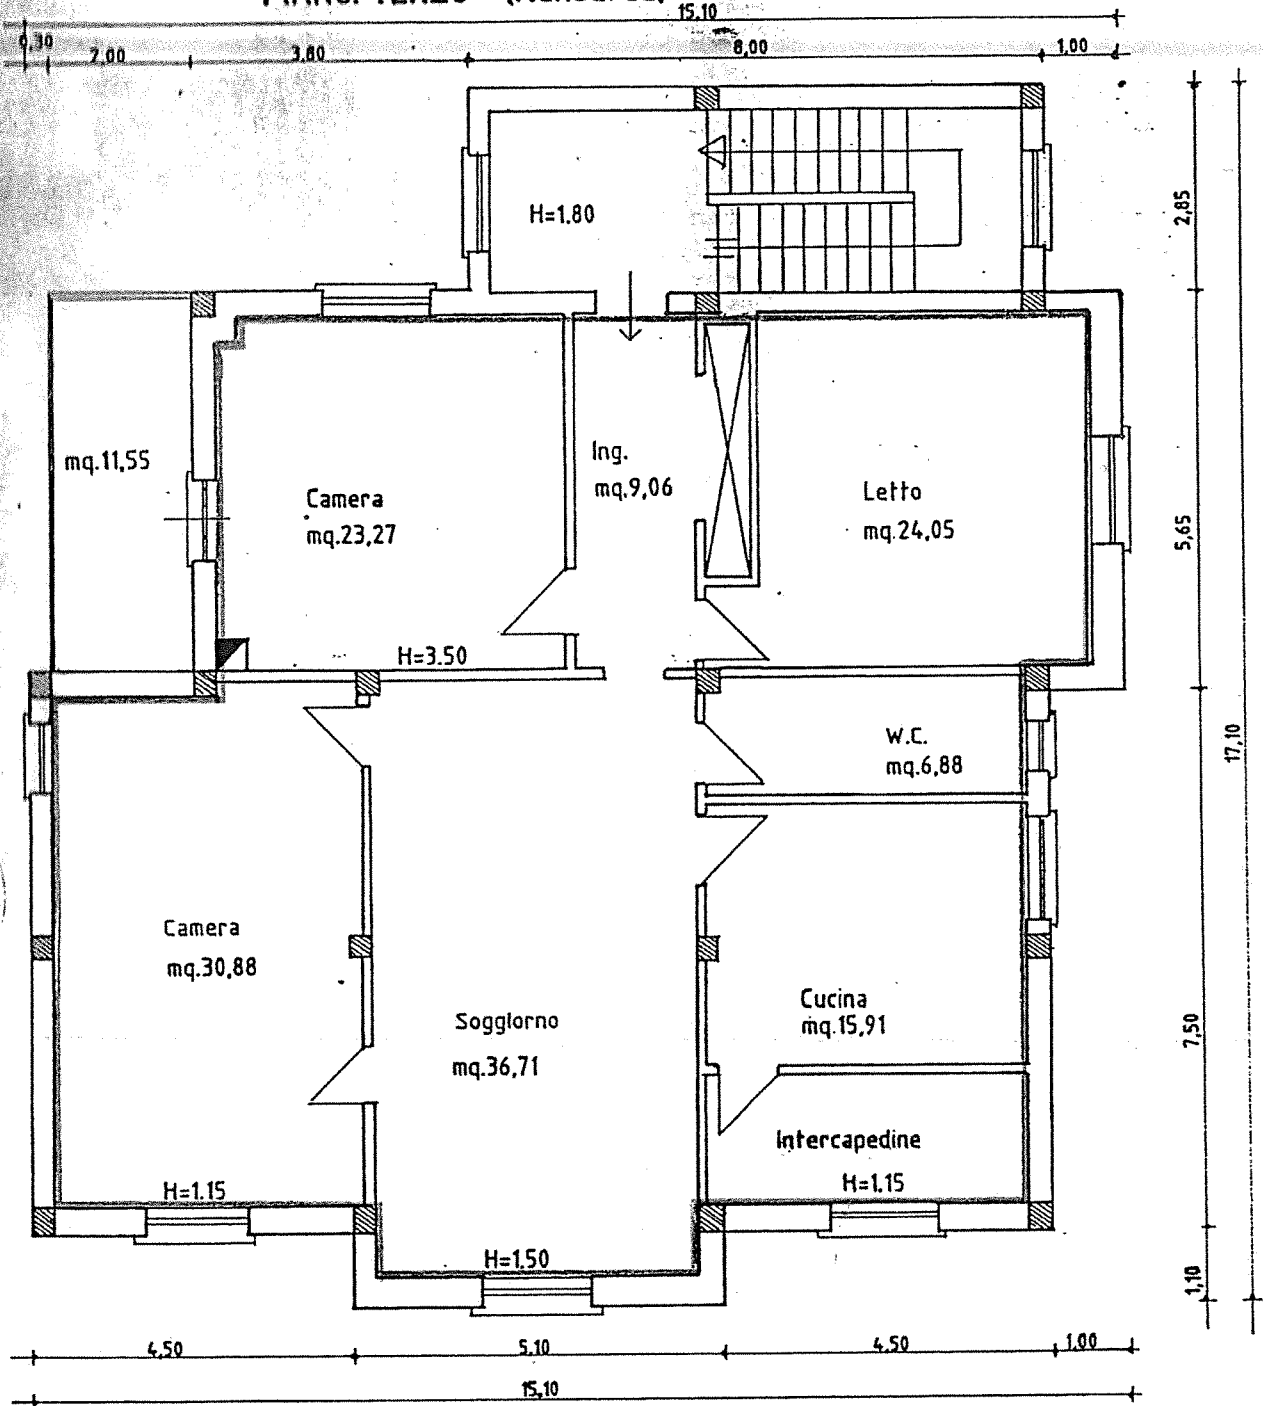 15,10
0,30 2,00 3,80 8,00 1,00
2,85
H=1.80
mq.11,55
Ing.
mq.9,06
Camera
mq.23,27
Letto
mq.24,05
5,65
H=3.50
W.C.
mq.6,88
17,10
Camera
mq.30,88
Cucina
mq.15,91
Soggiorno
mq.36,71
7,50
Intercapedine
H=1.15
H=1.15
H=1.50
1,10
4,50 5,10 4,50 1,00
15,10